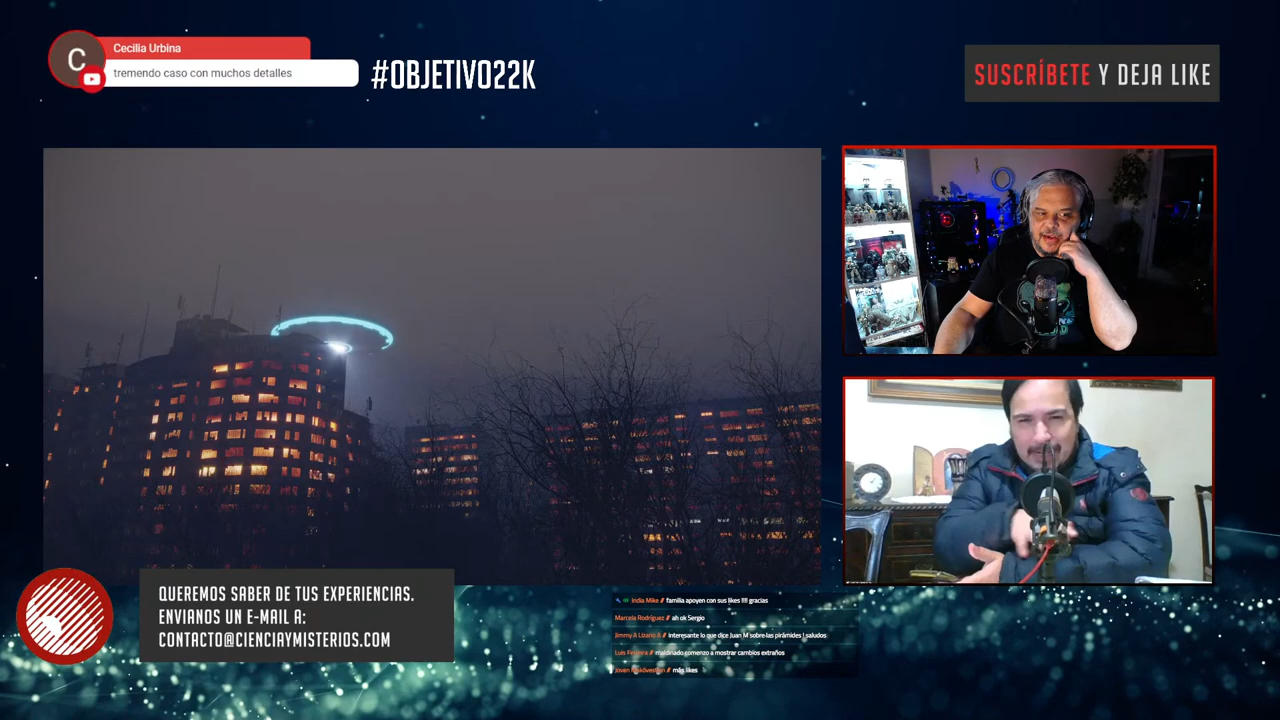 C
Cecilia Urbina
tremendo caso con muchos detalles
#OBJETIVO22K
SUSCRÍBETE Y DEJA LIKE
QUEREMOS SABER DE TUS EXPERIENCIAS.
ENVIANOS UN E-MAIL A:
CONTACTO@CIENCIAYMISTERIOS.COM
India Mike // familia apoyen con sus likes !!!! gracias
Marcela Rodríguez // ah ok Sergio
Jimmy A Lizano A // Interesante lo que dice Juan M sobre las pirámides ! saludos
Luis // maldinado comenzo a mostrar cambios extraños
Joven // más likes